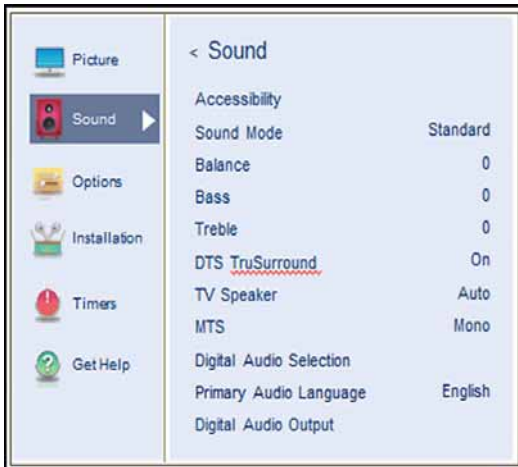 Picture
Sound
Options
Installation
Timers
Get Help
< Sound
Accessibility
Sound Mode Standard
Balance 0
Bass 0
Treble 0
DTS TruSurround On
TV Speaker Auto
MTS Mono
Digital Audio Selection
Primary Audio Language English
Digital Audio Output